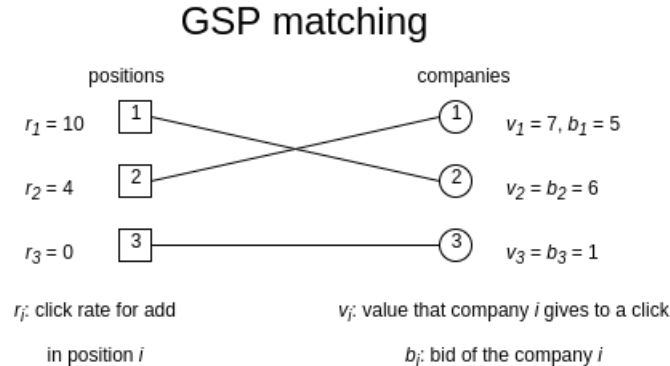 GSP matching
positions companies
r1 = 10 1 1 v1 = 7, b1 = 5
r2 = 4 2 2 v2 = b2 = 6
r3 = 0 3 3 v3 = b3 = 1
ri: click rate for add vi: value that company i gives to a click
in position i bi: bid of the company i